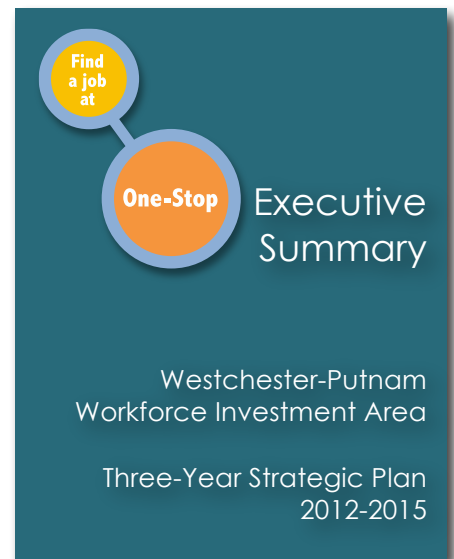 Find
a job
at
One-Stop
Executive
Summary
Westchester-Putnam
Workforce Investment Area
Three-Year Strategic Plan
2012-2015